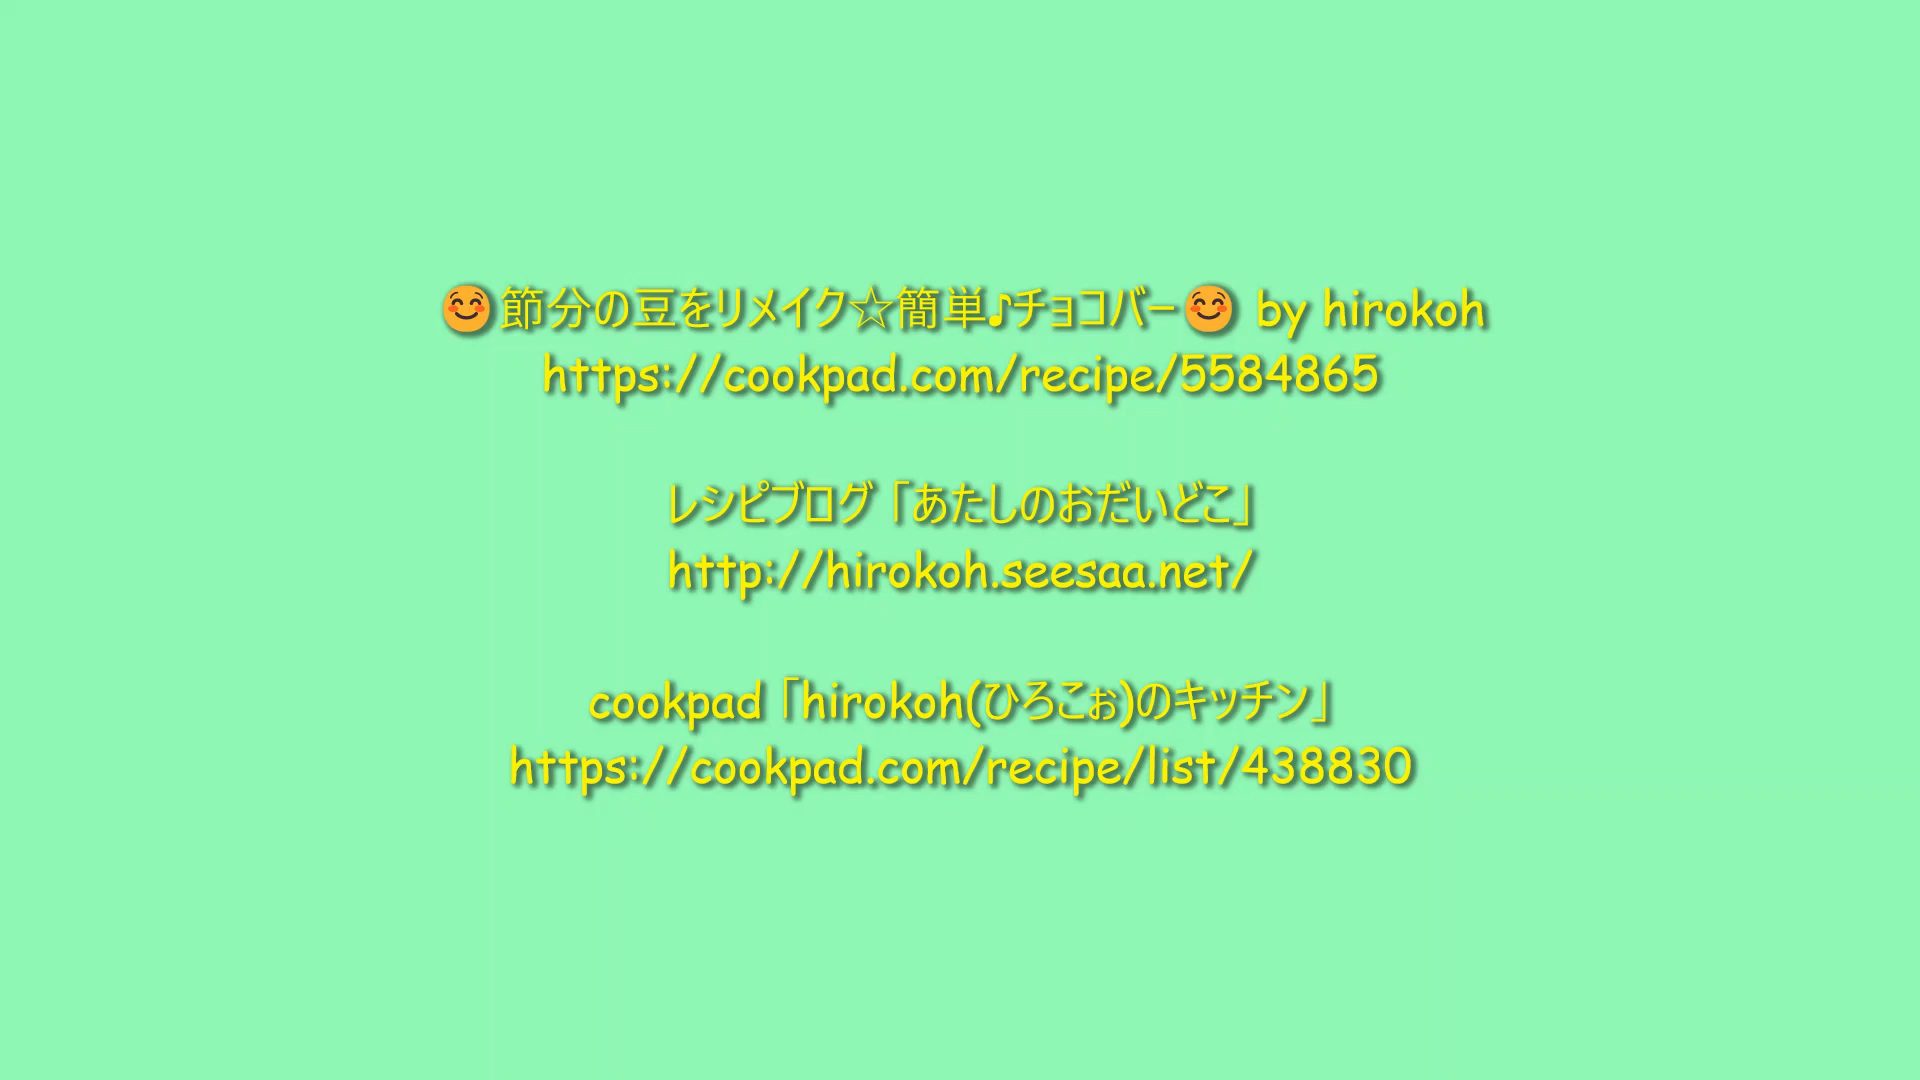 😊節分の豆をリメイク☆簡単♪チョコバー😊 by hirokoh
https://cookpad.com/recipe/5584865
レシピブログ「あたしのおだいどこ」
http://hirokoh.seesaa.net/
cookpad「hirokoh(ひろこぉ)のキッチン」
https://cookpad.com/recipe/list/438830